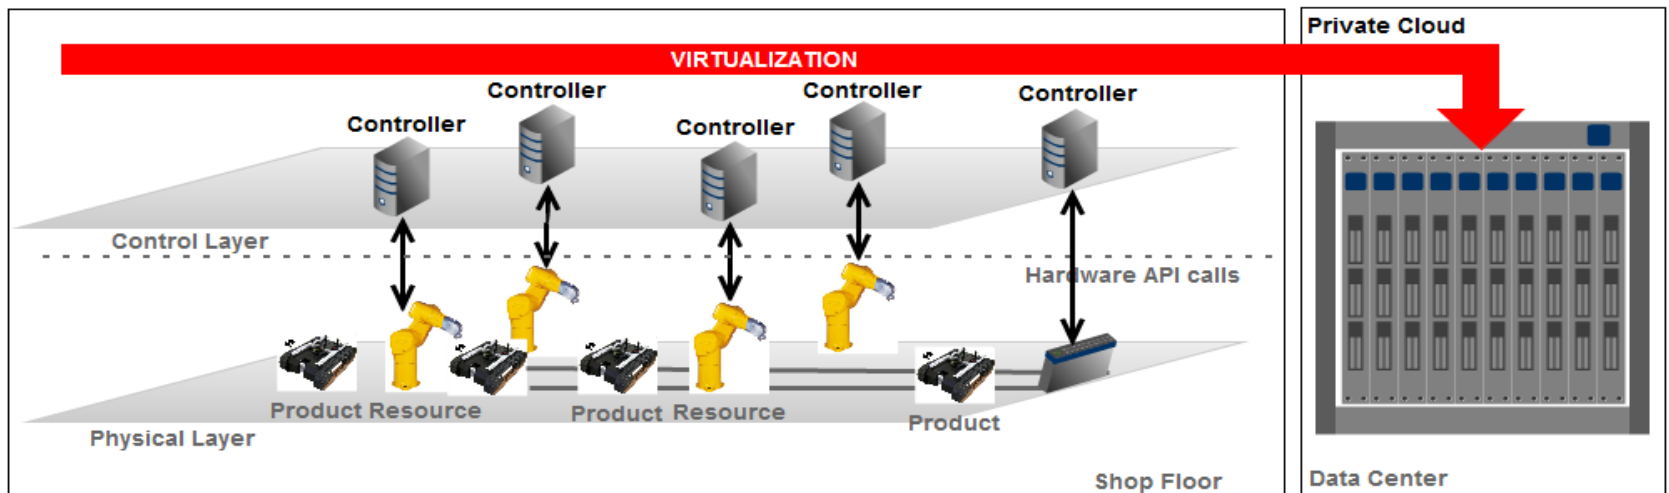 Private Cloud
VIRTUALIZATION
Controller
Controller
Controller
Controller
Controller
Control Layer
Hardware API calls
Product
Resource
Product
Resource
Product
Physical Layer
Shop Floor
Data Center